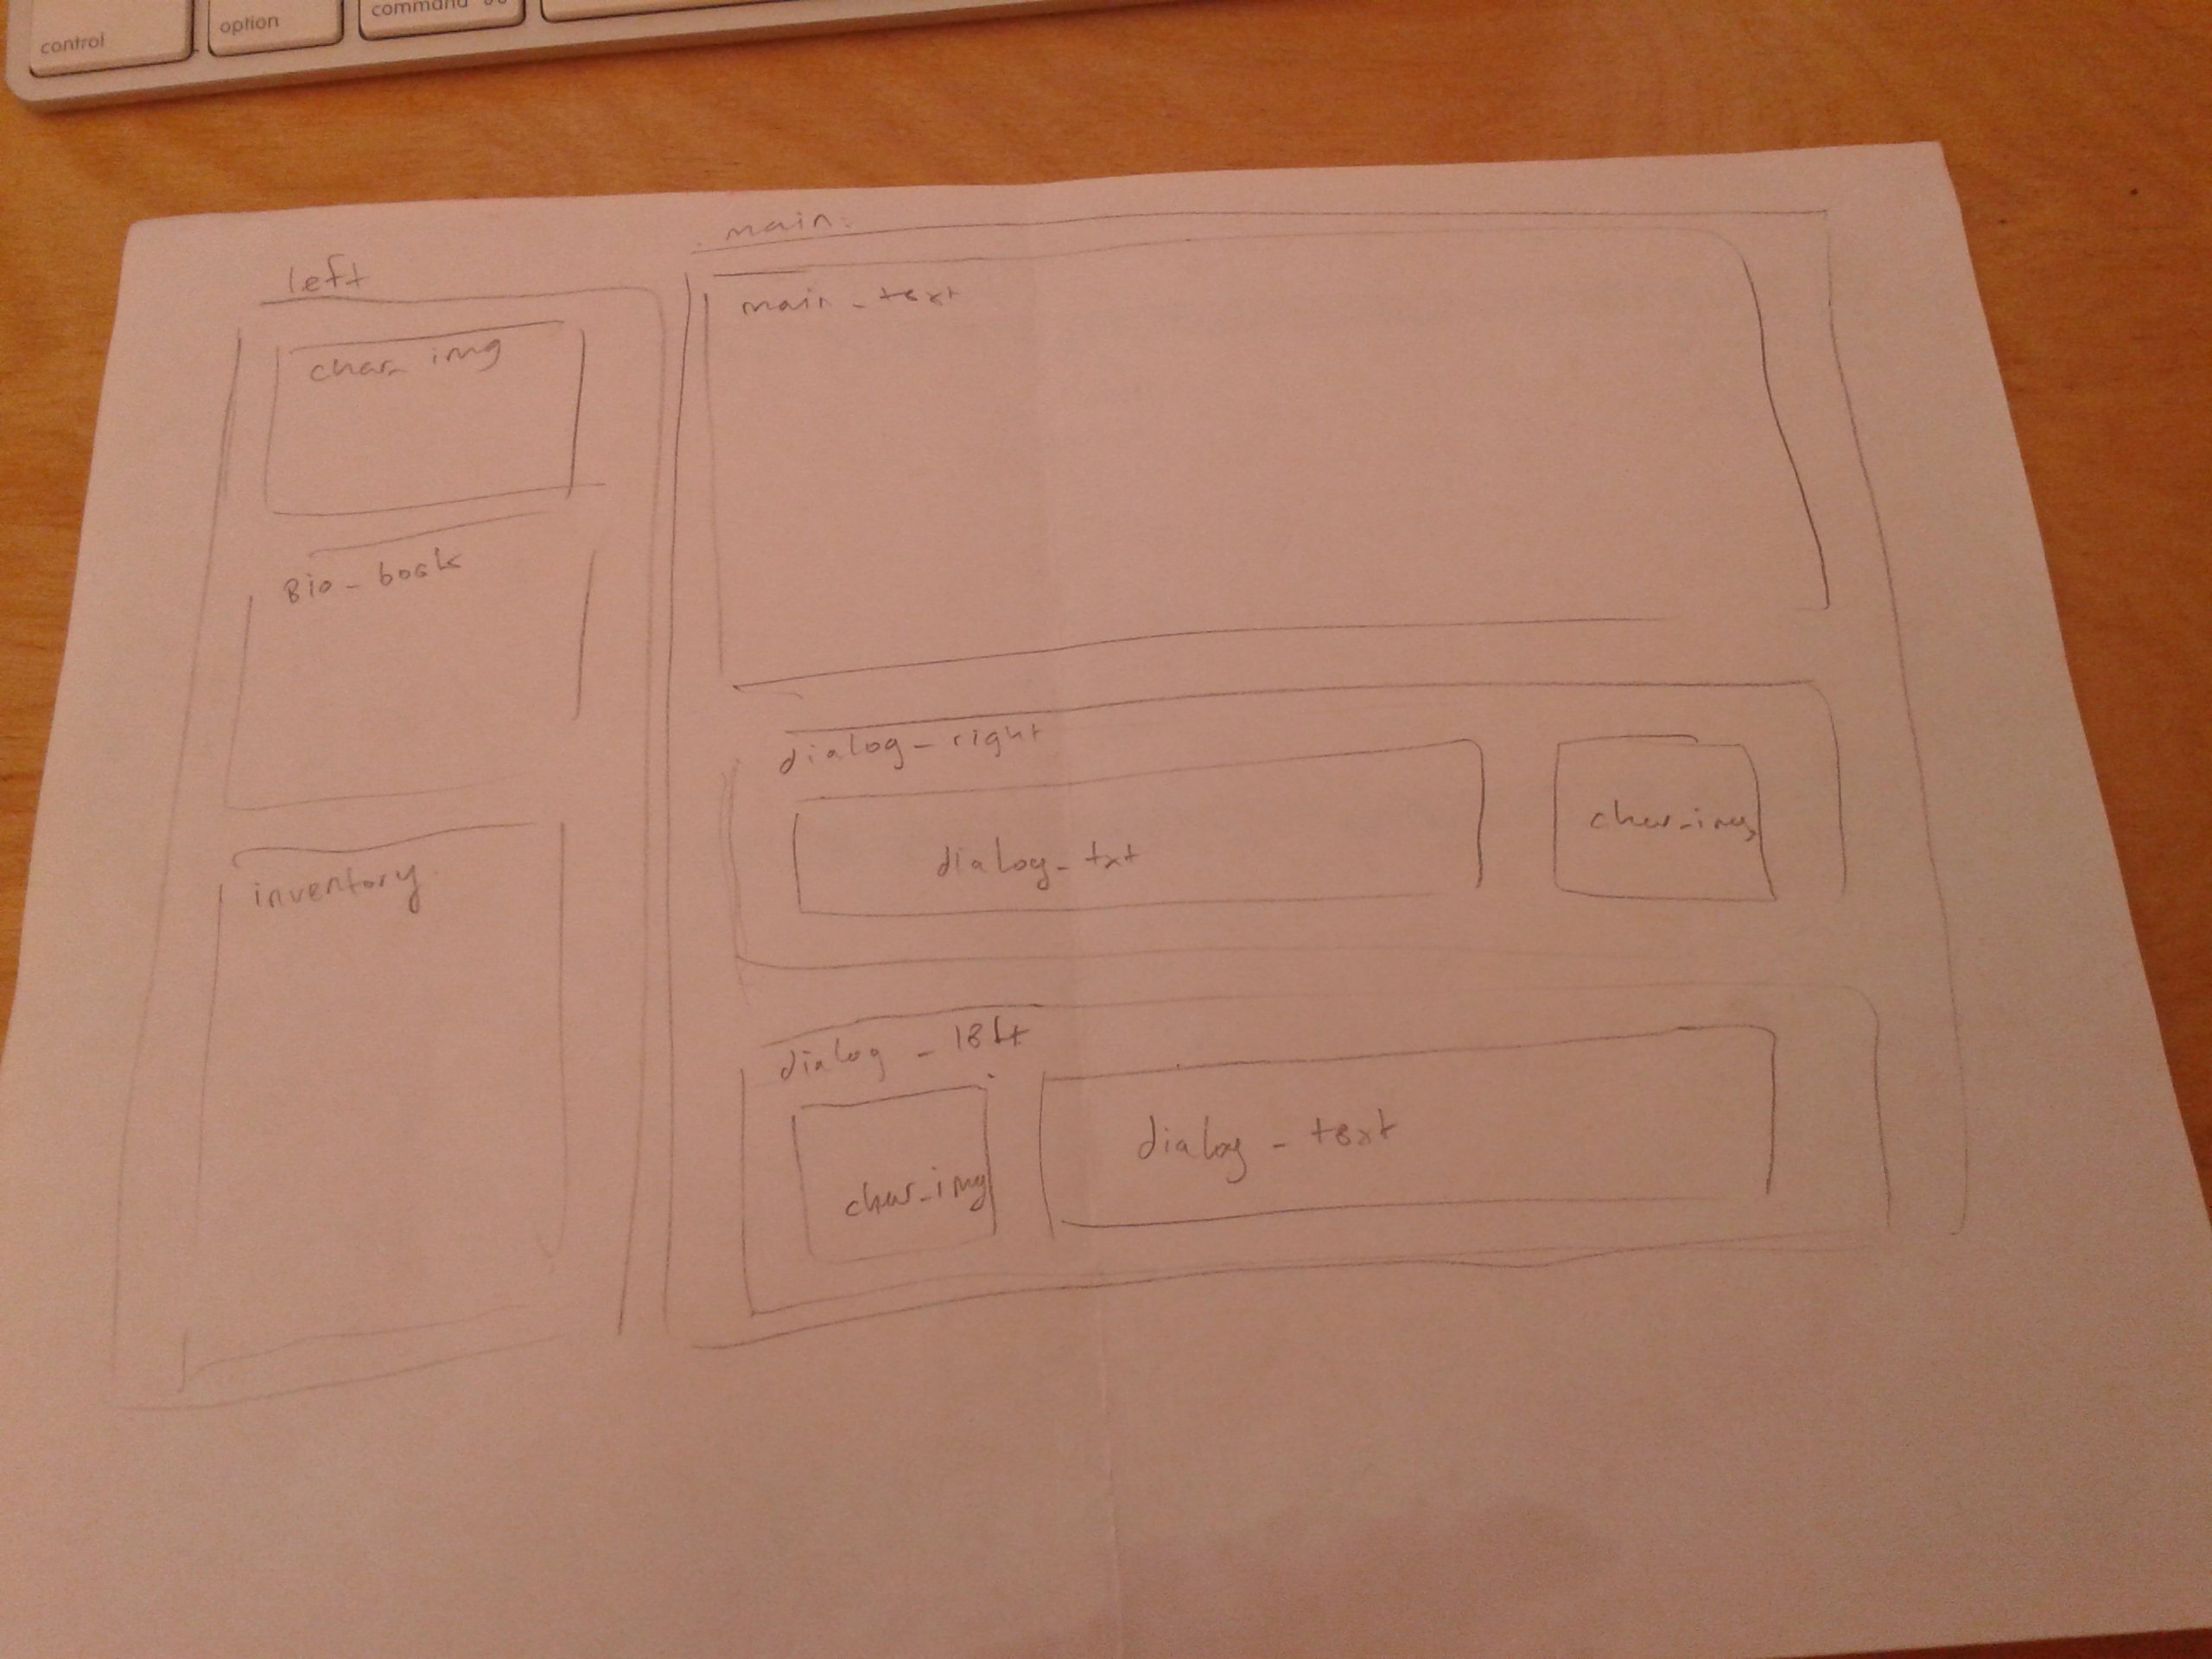 control
option
command
left
char_img
Bio_book
inventory
main
main_text
dialog_right
dialog_txt
char_img
dialog_left
char_img
dialog_text